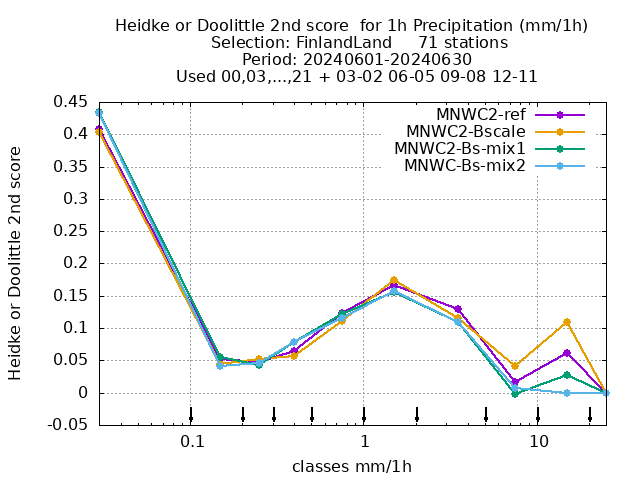 Heidke or Doolittle 2nd score  for 1h Precipitation (mm/1h)
Selection: FinlandLand     71 stations
Period: 20240601-20240630
Used 00,03,...,21 + 03-02 06-05 09-08 12-11
MNWC2-ref
MNWC2-Bscale
MNWC2-Bs-mix1
MNWC-Bs-mix2
Heidke or Doolittle 2nd score
0.45
0.4
0.35
0.3
0.25
0.2
0.15
0.1
0.05
0
-0.05
0.1 1 10
classes mm/1h